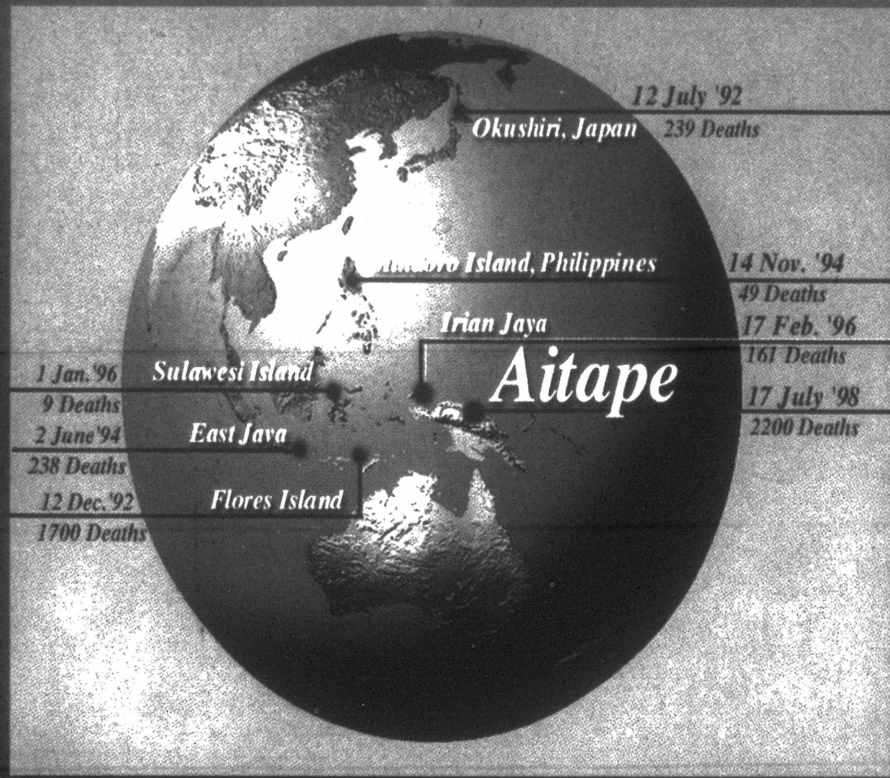 12 July '92
Okushiri, Japan 239 Deaths
Island, Philippines 14 Nov. '94
49 Deaths
Irian Jaya 17 Feb. '96
161 Deaths
1 Jan.'96 Sulawesi Island
9 Deaths
Aitape 17 July '98
2200 Deaths
2 June'94 East Java
238 Deaths
12 Dec.'92 Flores Island
1700 Deaths